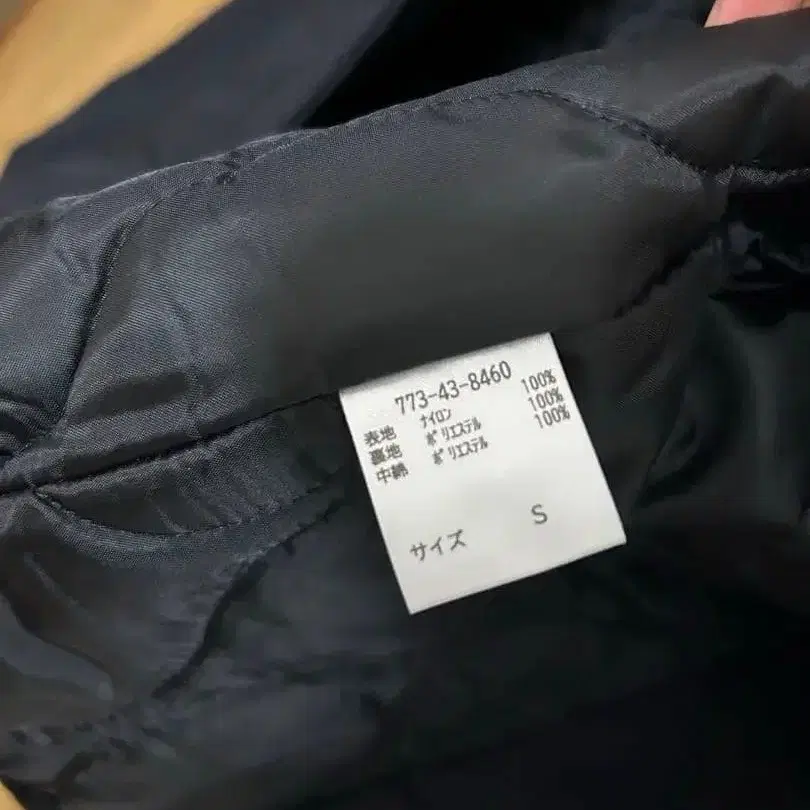 773-43-8460
表地 ナイロン 100%
裏地 ポリエステル 100%
中綿 ポリエステル 100%
サイズ S